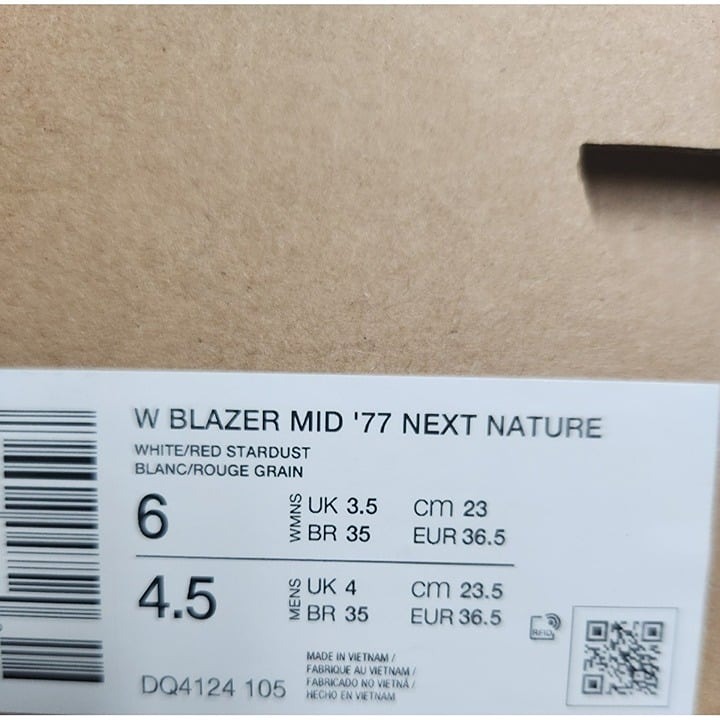 W BLAZER MID '77 NEXT NATURE
WHITE/RED STARDUST
BLANC/ROUGE GRAIN
6 WMNS UK 3.5 cm 23
BR 35 EUR 36.5
4.5 MENS UK 4 cm 23.5
BR 35 EUR 36.5
RFID
MADE IN VIETNAM /
FABRIQUE AU VIETNAM /
FABRICADO NO VIETNÃ /
HECHO EN VIETNAM
DQ4124 105